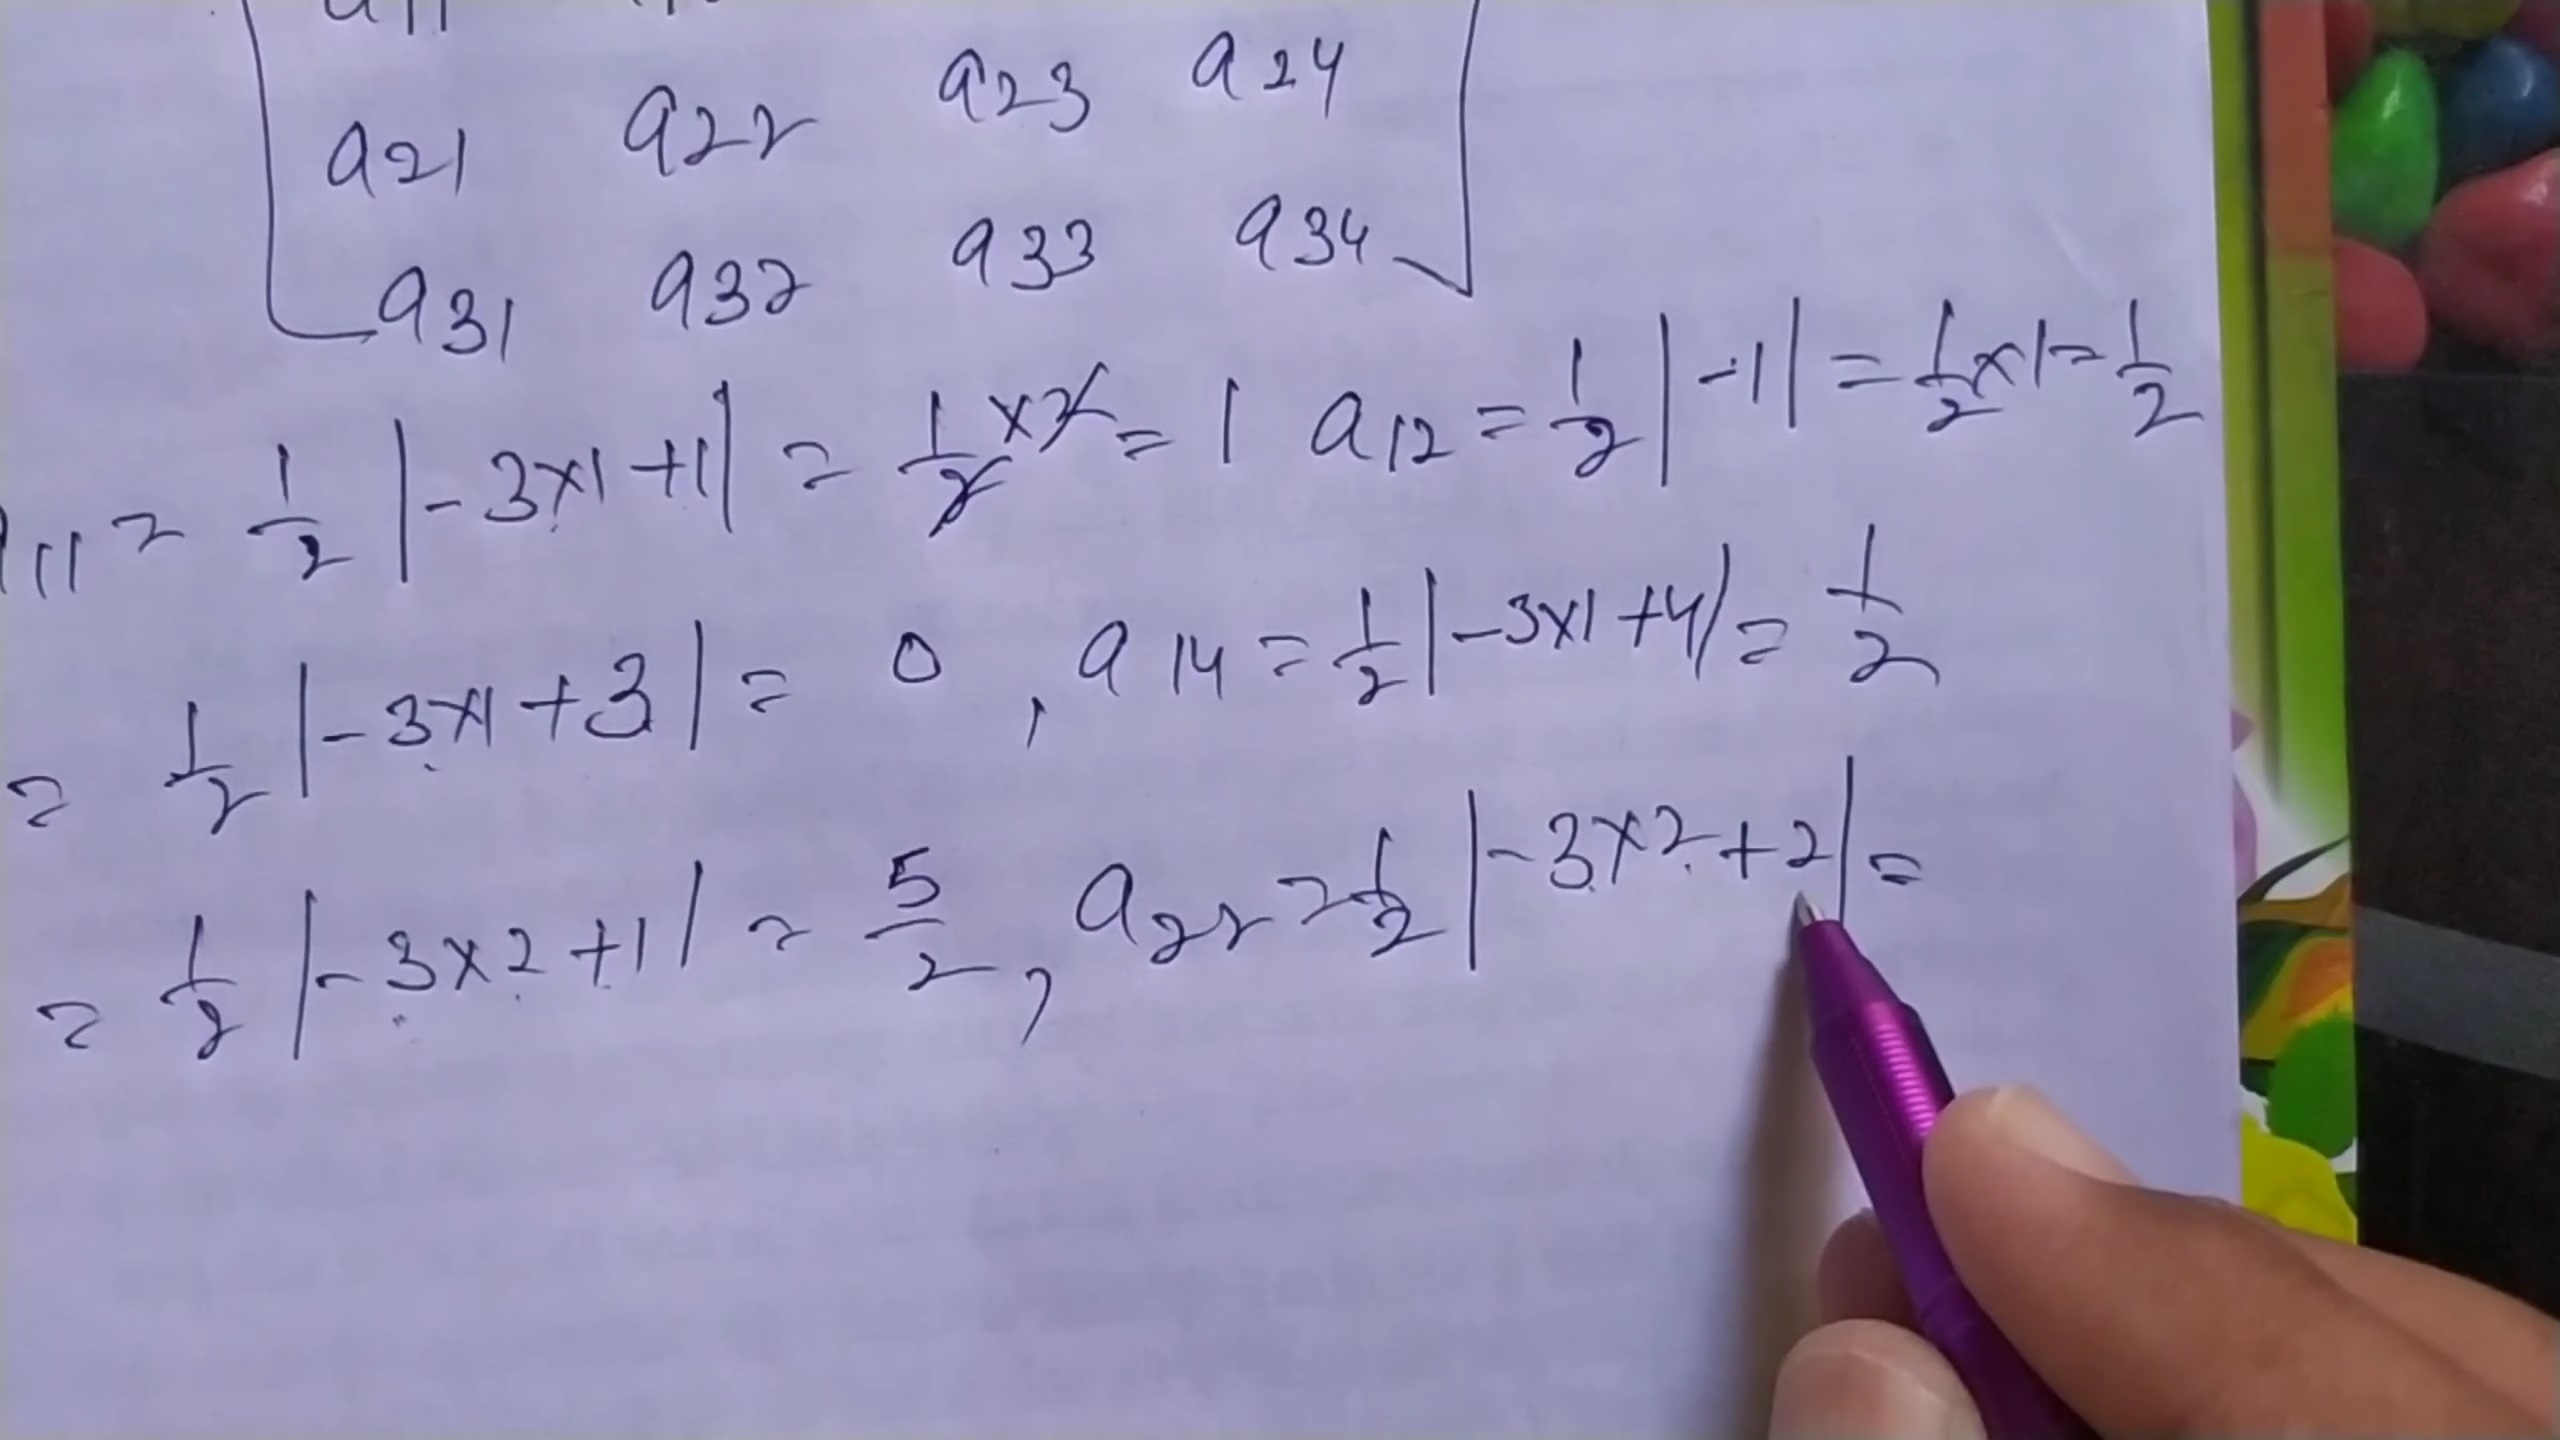 a11
a21 a22 a23 a24
a31 a32 a33 a34
11 = 1/2 |-3×1+1| = 1/2 × 2 = 1 a12 = 1/2 |-1| = 1/2 × 1 = 1/2
= 1/2 |-3×1+3| = 0 , a14 = 1/2 |-3×1+4| = 1/2
= 1/2 |-3×2+1| = 5/2 , a22 = 1/2 |-3×2+2| =